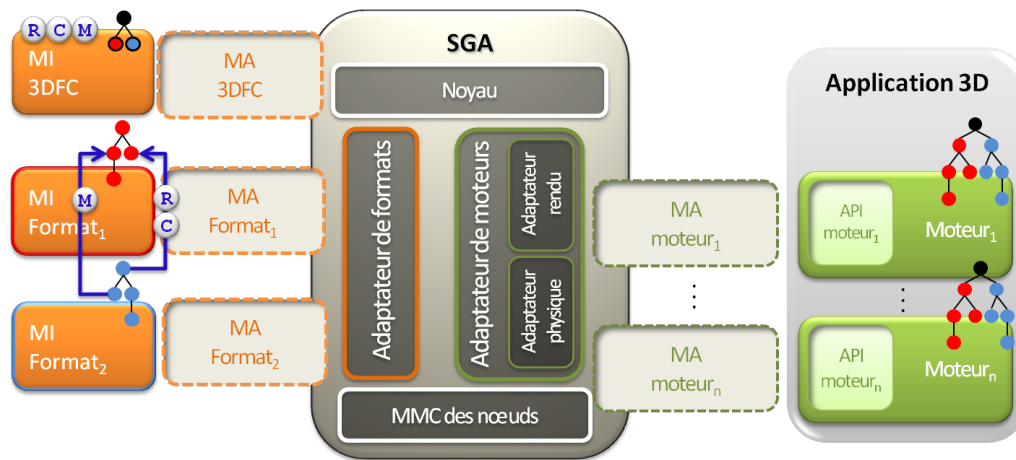 R C M
MI
3DFC
MA
3DFC
SGA
Noyau
Application 3D
M
R
C
MI
Format₁
MA
Format₁
Adaptateur de formats
Adaptateur de moteurs
Adaptateur
rendu
Adaptateur
physique
MA
moteur₁
API
moteur₁
Moteur₁
MI
Format₂
MA
Format₂
MA
moteurₙ
API
moteurₙ
Moteurₙ
MMC des nœuds